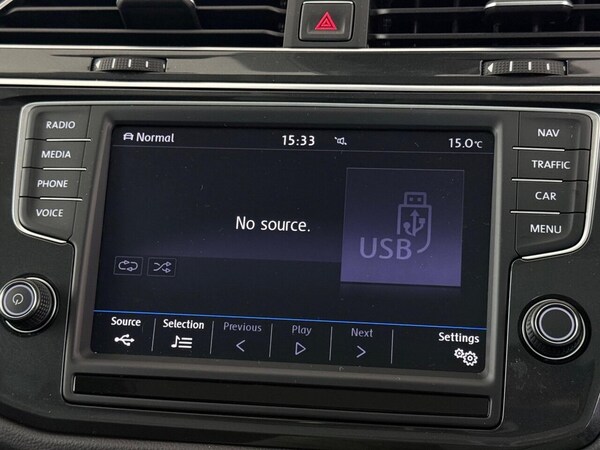 RADIO
MEDIA
PHONE
VOICE
Normal
15:33
15.0°C
No source.
USB
Source
Selection
Previous
Play
Next
Settings
NAV
TRAFFIC
CAR
MENU